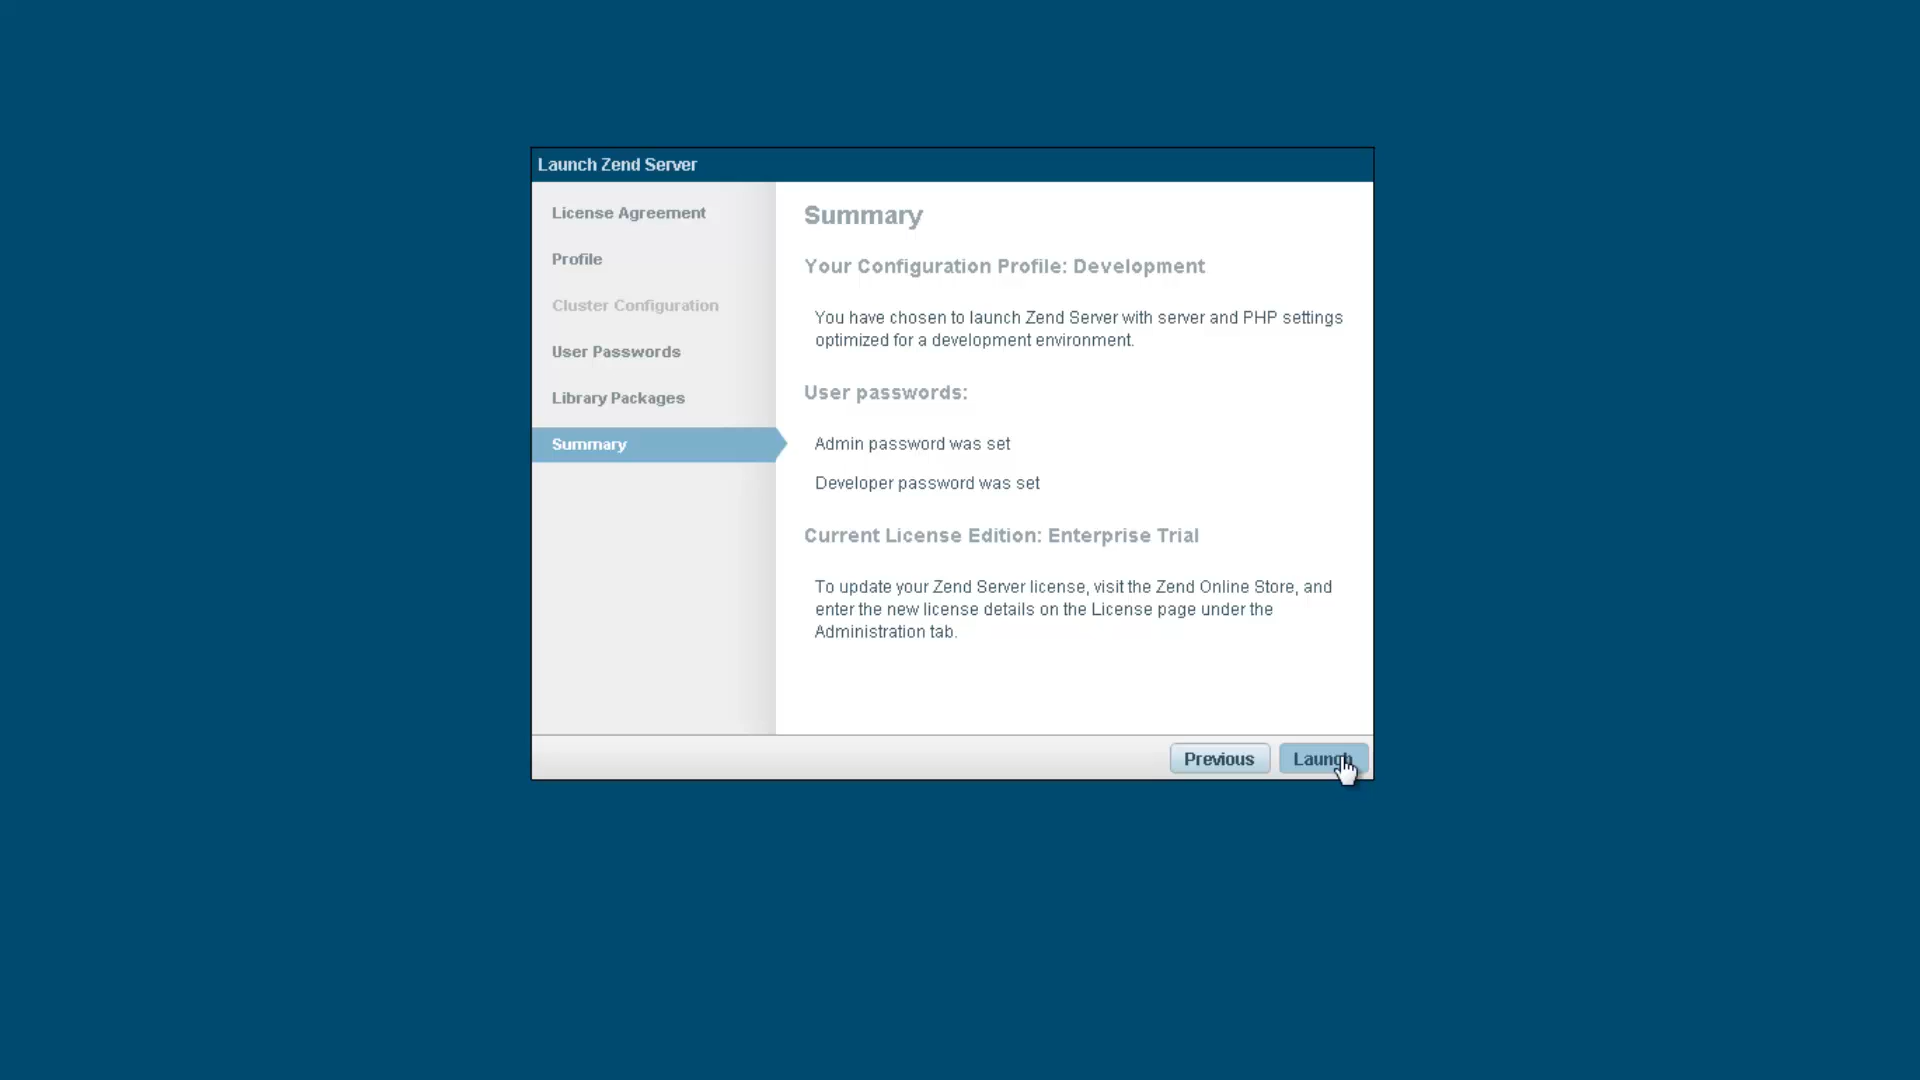 Launch Zend Server
License Agreement
Profile
Cluster Configuration
User Passwords
Library Packages
Summary
Summary
Your Configuration Profile: Development
You have chosen to launch Zend Server with server and PHP settings
optimized for a development environment.
User passwords:
Admin password was set
Developer password was set
Current License Edition: Enterprise Trial
To update your Zend Server license, visit the Zend Online Store, and
enter the new license details on the License page under the
Administration tab.
Previous
Launch